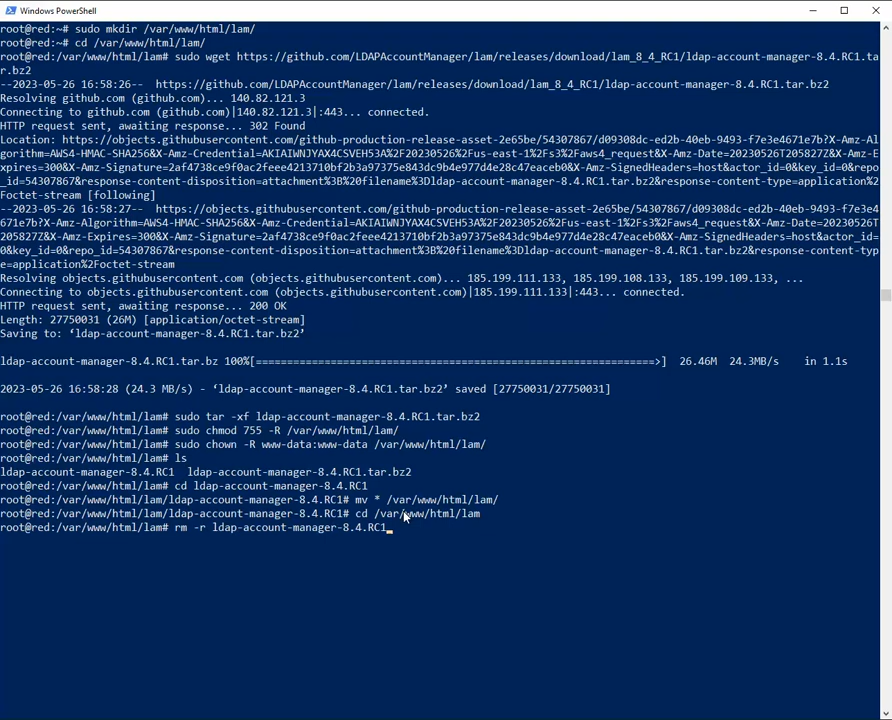 Windows PowerShell
root@red:~# sudo mkdir /var/www/html/lam/
root@red:~# cd /var/www/html/lam/
root@red:/var/www/html/lam# sudo wget https://github.com/LDAPAccountManager/lam/releases/download/lam_8_4_RC1/ldap-account-manager-8.4.RC1.ta
r.bz2
--2023-05-26 16:58:26--  https://github.com/LDAPAccountManager/lam/releases/download/lam_8_4_RC1/ldap-account-manager-8.4.RC1.tar.bz2
Resolving github.com (github.com)... 140.82.121.3
Connecting to github.com (github.com)|140.82.121.3|:443... connected.
HTTP request sent, awaiting response... 302 Found
Location: https://objects.githubusercontent.com/github-production-release-asset-2e65be/54307867/d09308dc-ed2b-40eb-9493-f7e3e4671e7b?X-Amz-Al
gorithm=AWS4-HMAC-SHA256&X-Amz-Credential=AKIAIWNJYAX4CSVEH53A%2F20230526%2Fus-east-1%2Fs3%2Faws4_request&X-Amz-Date=20230526T205827Z&X-Amz-E
xpires=300&X-Amz-Signature=2af4738ce9f0ac2feee4213710bf2b3a97375e843dc9b4e977d4e28c47eaceb0&X-Amz-SignedHeaders=host&actor_id=0&key_id=0&repo
_id=54307867&response-content-disposition=attachment%3B%20filename%3Dldap-account-manager-8.4.RC1.tar.bz2&response-content-type=application%2
Foctet-stream [following]
--2023-05-26 16:58:27--  https://objects.githubusercontent.com/github-production-release-asset-2e65be/54307867/d09308dc-ed2b-40eb-9493-f7e3e4
671e7b?X-Amz-Algorithm=AWS4-HMAC-SHA256&X-Amz-Credential=AKIAIWNJYAX4CSVEH53A%2F20230526%2Fus-east-1%2Fs3%2Faws4_request&X-Amz-Date=20230526T
205827Z&X-Amz-Expires=300&X-Amz-Signature=2af4738ce9f0ac2feee4213710bf2b3a97375e843dc9b4e977d4e28c47eaceb0&X-Amz-SignedHeaders=host&actor_id=
0&key_id=0&repo_id=54307867&response-content-disposition=attachment%3B%20filename%3Dldap-account-manager-8.4.RC1.tar.bz2&response-content-typ
e=application%2Foctet-stream
Resolving objects.githubusercontent.com (objects.githubusercontent.com)... 185.199.111.133, 185.199.108.133, 185.199.109.133, ...
Connecting to objects.githubusercontent.com (objects.githubusercontent.com)|185.199.111.133|:443... connected.
HTTP request sent, awaiting response... 200 OK
Length: 27750031 (26M) [application/octet-stream]
Saving to: ‘ldap-account-manager-8.4.RC1.tar.bz2’
ldap-account-manager-8.4.RC1.tar.bz 100%[=========================================================>]  26.46M  24.3MB/s    in 1.1s
2023-05-26 16:58:28 (24.3 MB/s) - ‘ldap-account-manager-8.4.RC1.tar.bz2’ saved [27750031/27750031]
root@red:/var/www/html/lam# sudo tar -xf ldap-account-manager-8.4.RC1.tar.bz2
root@red:/var/www/html/lam# sudo chmod 755 -R /var/www/html/lam/
root@red:/var/www/html/lam# sudo chown -R www-data:www-data /var/www/html/lam/
root@red:/var/www/html/lam# ls
ldap-account-manager-8.4.RC1  ldap-account-manager-8.4.RC1.tar.bz2
root@red:/var/www/html/lam# cd ldap-account-manager-8.4.RC1
root@red:/var/www/html/lam/ldap-account-manager-8.4.RC1# mv * /var/www/html/lam/
root@red:/var/www/html/lam/ldap-account-manager-8.4.RC1# cd /var/www/html/lam
root@red:/var/www/html/lam# rm -r ldap-account-manager-8.4.RC1